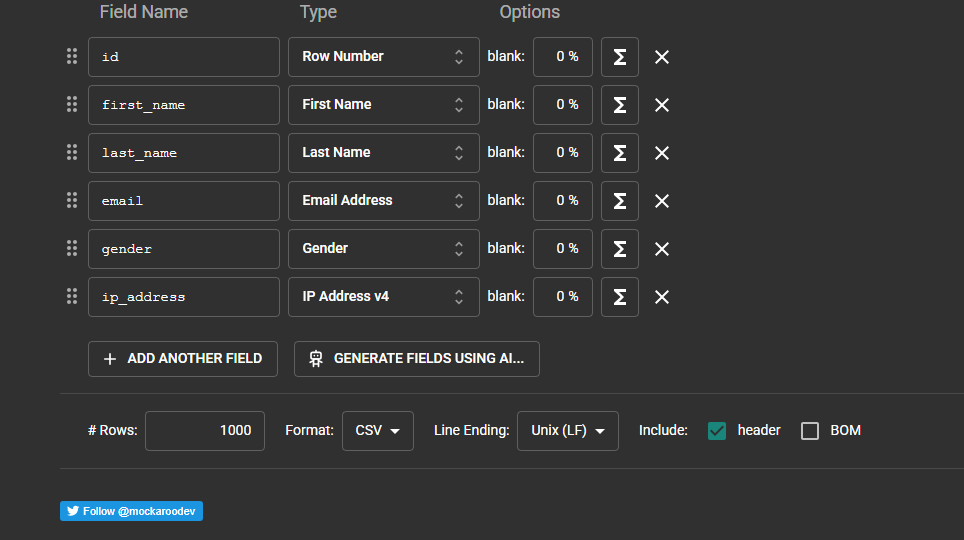 Field Name Type Options
id Row Number blank: 0 % Σ
first_name First Name blank: 0 % Σ
last_name Last Name blank: 0 % Σ
email Email Address blank: 0 % Σ
gender Gender blank: 0 % Σ
ip_address IP Address v4 blank: 0 % Σ
+ ADD ANOTHER FIELD GENERATE FIELDS USING AI...
# Rows: 1000 Format: CSV Line Ending: Unix (LF) Include: header BOM
Follow @mockaroodev